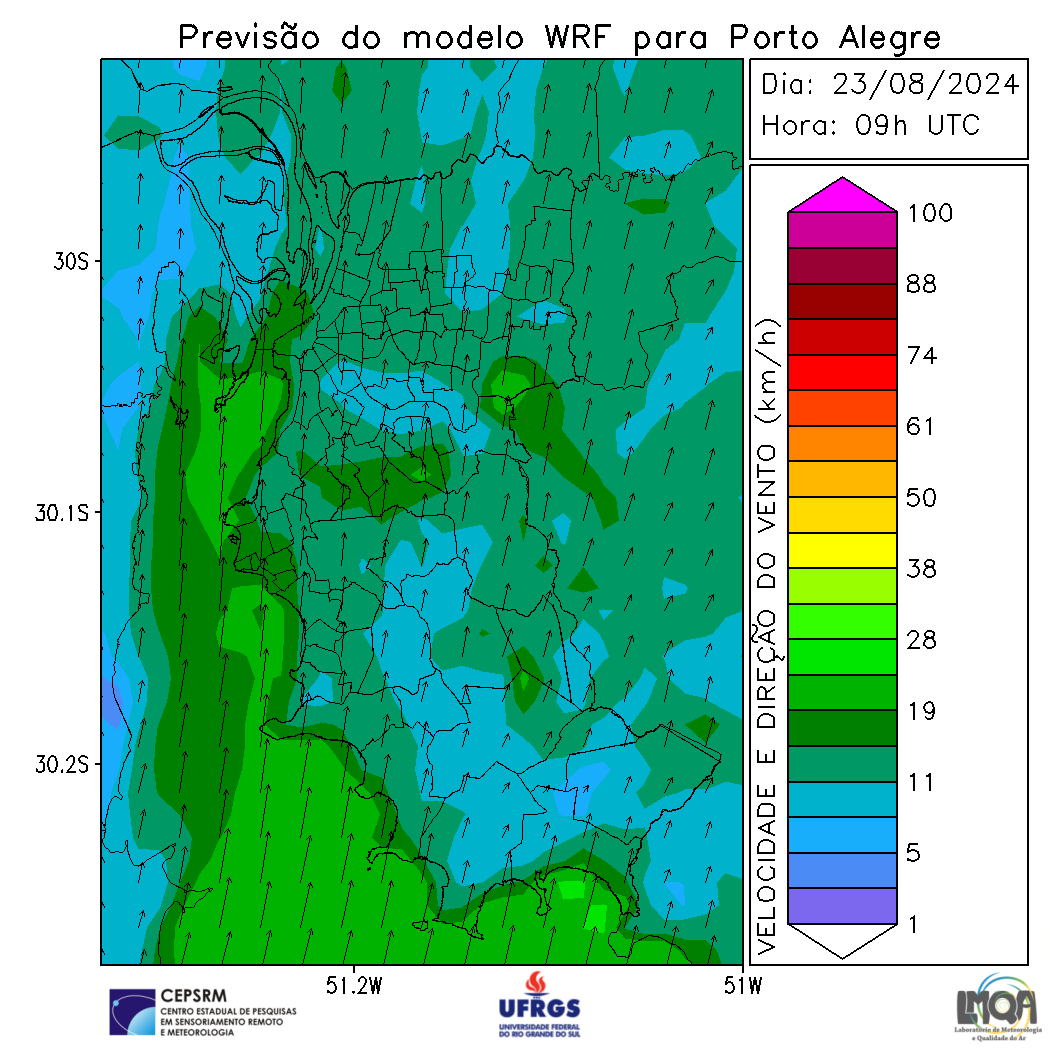 Previsão do modelo WRF para Porto Alegre
Dia: 23/08/2024
Hora: 09h UTC
30S
30.1S
30.2S
51.2W
51W
VELOCIDADE E DIREÇÃO DO VENTO (km/h)
100
88
74
61
50
38
28
19
11
5
1
CEPSRM
CENTRO ESTADUAL DE PESQUISAS
EM SENSORIAMENTO REMOTO
E METEOROLOGIA
UFRGS
UNIVERSIDADE FEDERAL
DO RIO GRANDE DO SUL
LMQA
Laboratório de Meteorologia
e Qualidade do Ar